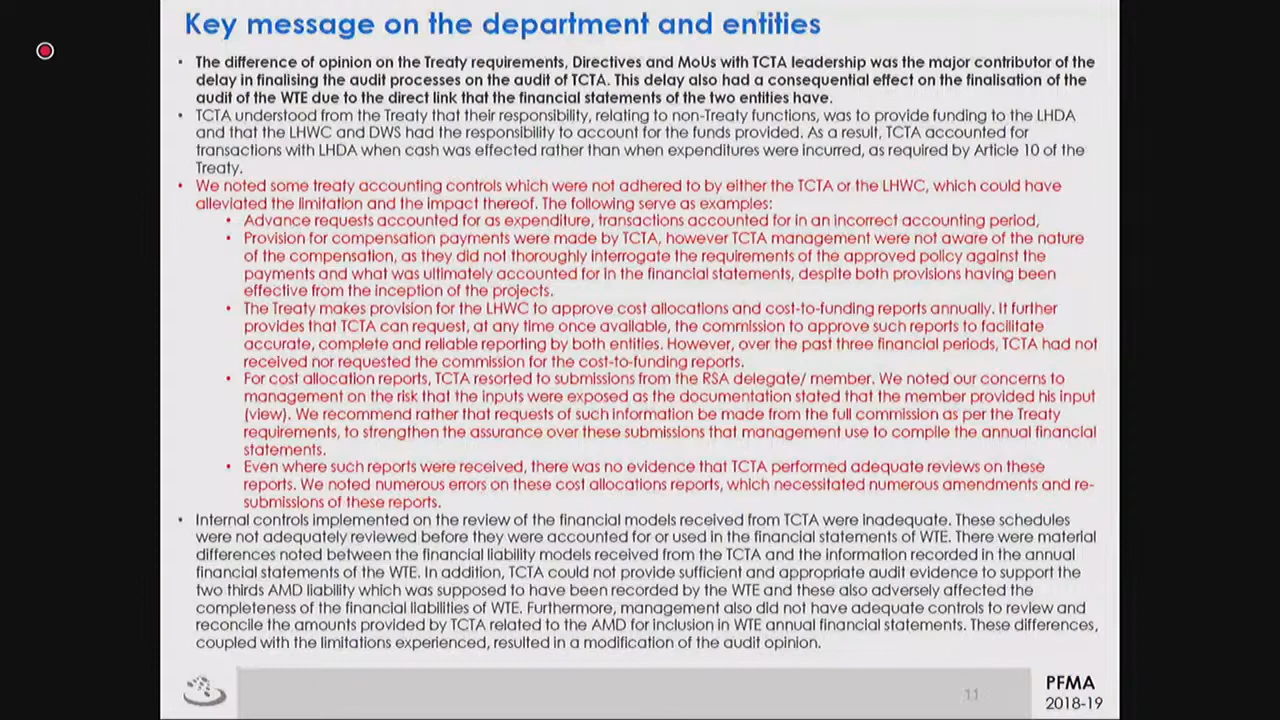 Key message on the department and entities
• The difference of opinion on the Treaty requirements, Directives and MoUs with TCTA leadership was the major contributor of the
delay in finalising the audit processes on the audit of TCTA. This delay also had a consequential effect on the finalisation of the
audit of the WTE due to the direct link that the financial statements of the two entities have.
• TCTA understood from the Treaty that their responsibility, relating to non-Treaty functions, was to provide funding to the LHDA
and that the LHWC and DWS had the responsibility to account for the funds provided. As a result, TCTA accounted for
transactions with LHDA when cash was effected rather than when expenditures were incurred, as required by Article 10 of the
Treaty.
• We noted some treaty accounting controls which were not adhered to by either the TCTA or the LHWC, which could have
alleviated the limitation and the impact thereof. The following serve as examples:
• Advance requests accounted for as expenditure, transactions accounted for in an incorrect accounting period,
• Provision for compensation payments were made by TCTA, however TCTA management were not aware of the nature
of the compensation, as they did not thoroughly interrogate the requirements of the approved policy against the
payments and what was ultimately accounted for in the financial statements, despite both provisions having been
effective from the inception of the projects.
• The Treaty makes provision for the LHWC to approve cost allocations and cost-to-funding reports annually. It further
provides that TCTA can request, at any time once available, the commission to approve such reports to facilitate
accurate, complete and reliable reporting by both entities. However, over the past three financial periods, TCTA had not
received nor requested the commission for the cost-to-funding reports.
• For cost allocation reports, TCTA resorted to submissions from the RSA delegate/ member. We noted our concerns to
management on the risk that the inputs were exposed as the documentation stated that the member provided his input
(view). We recommend rather that requests of such information be made from the full commission as per the Treaty
requirements, to strengthen the assurance over these submissions that management use to compile the annual financial
statements.
• Even where such reports were received, there was no evidence that TCTA performed adequate reviews on these
reports. We noted numerous errors on these cost allocations reports, which necessitated numerous amendments and re-
submissions of these reports.
• Internal controls implemented on the review of the financial models received from TCTA were inadequate. These schedules
were not adequately reviewed before they were accounted for or used in the financial statements of WTE. There were material
differences noted between the financial liability models received from the TCTA and the information recorded in the annual
financial statements of the WTE. In addition, TCTA could not provide sufficient and appropriate audit evidence to support the
two thirds AMD liability which was supposed to have been recorded by the WTE and these also adversely affected the
completeness of the financial liabilities of WTE. Furthermore, management also did not have adequate controls to review and
reconcile the amounts provided by TCTA related to the AMD for inclusion in WTE annual financial statements. These differences,
coupled with the limitations experienced, resulted in a modification of the audit opinion.
11
PFMA
2018-19